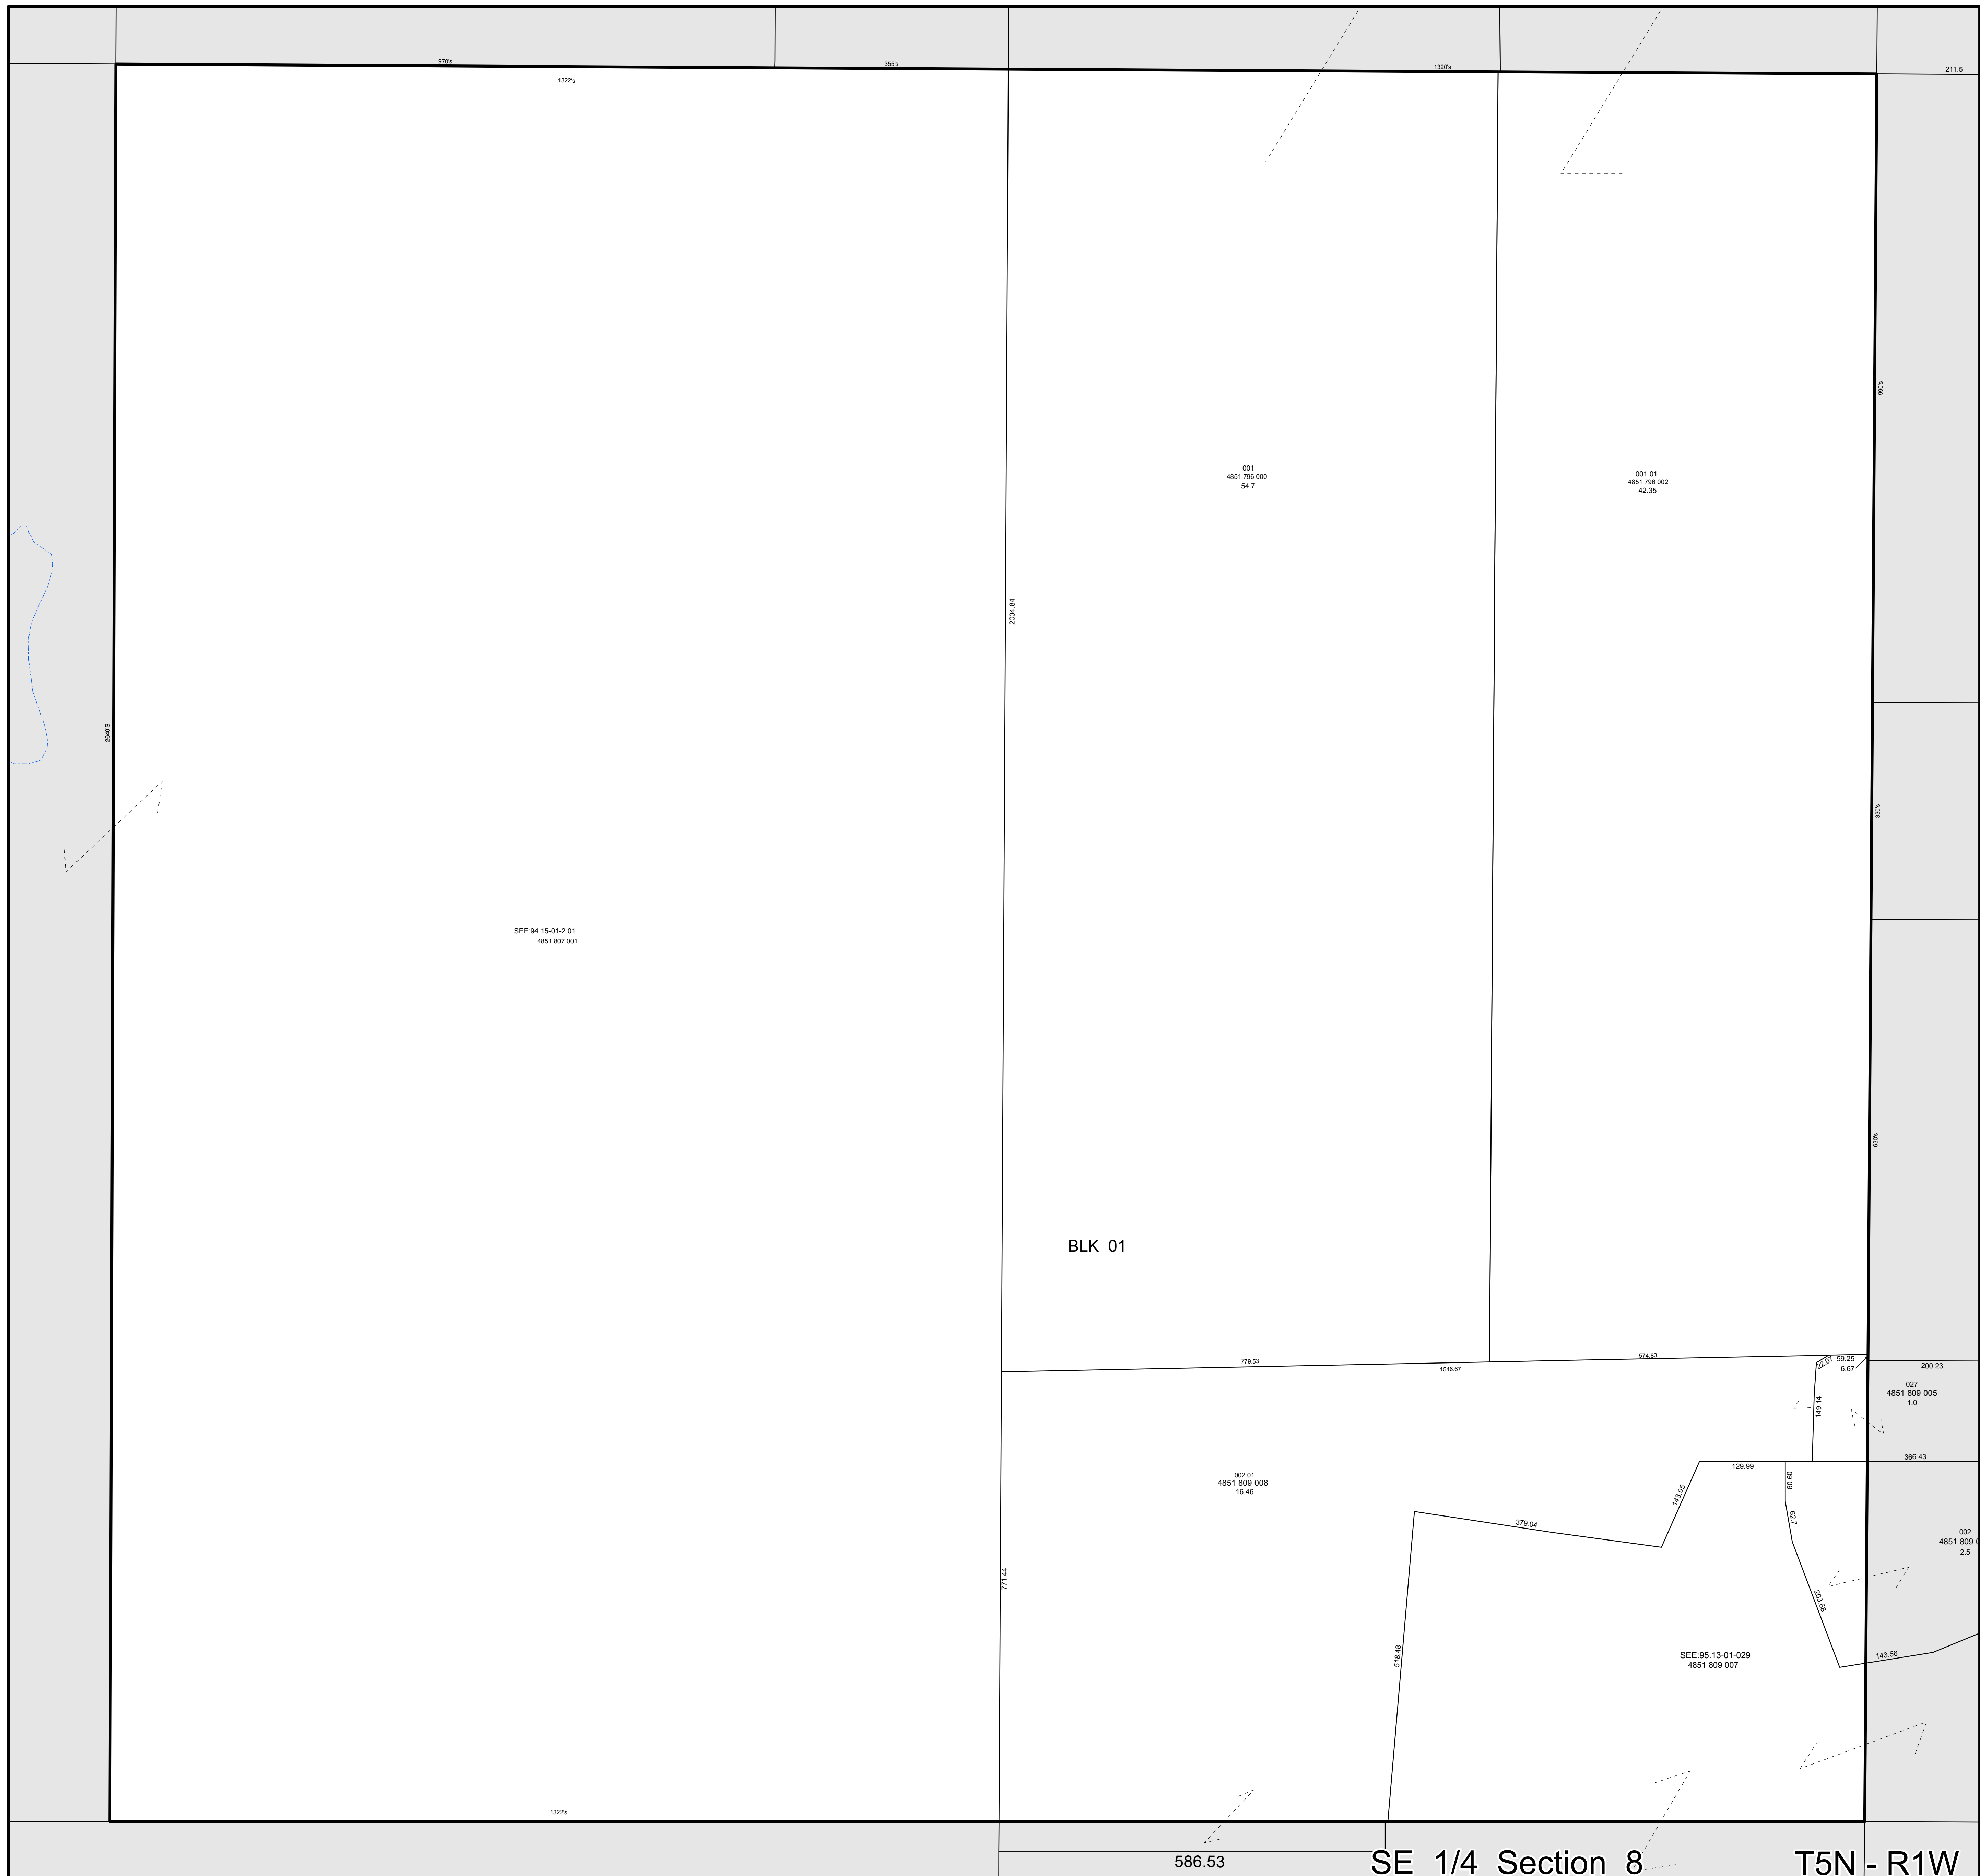 970's
355's
1320's
211.5
1322's
990's
001
4851 796 000
54.7
001.01
4851 796 002
42.35
2004.84
2640'S
330's
SEE:94.15-01-2.01
4851 807 001
630's
BLK 01
779.53
1546.67
574.83
22.07
59.25
6.67
200.23
027
4851 809 005
1.0
149.14
366.43
129.99
002.01
4851 809 008
16.46
60.60
143.05
62.7
379.04
002
4851 809 0
2.5
771.44
203.68
518.48
SEE:95.13-01-029
4851 809 007
143.56
1322's
586.53
SE 1/4 Section 8
T5N - R1W